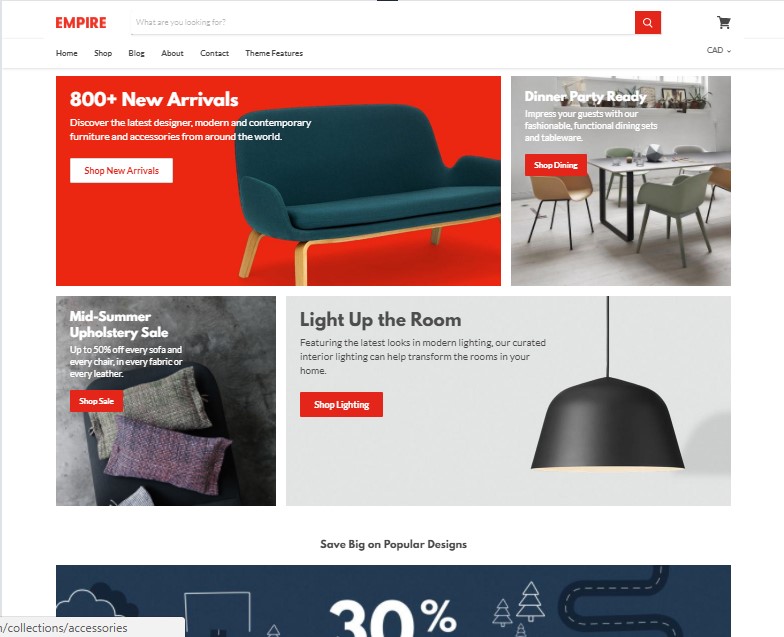 EMPIRE
What are you looking for?
Home Shop Blog About Contact Theme Features
CAD
800+ New Arrivals
Discover the latest designer, modern and contemporary
furniture and accessories from around the world.
Shop New Arrivals
Dinner Party Ready
Impress your guests with our
fashionable, functional dining sets
and tableware.
Shop Dining
Mid-Summer
Upholstery Sale
Up to 50% off every sofa and
every chair, in every fabric or
every leather.
Shop Sale
Light Up the Room
Featuring the latest looks in modern lighting, our curated
interior lighting can help transform the rooms in your
home.
Shop Lighting
Save Big on Popular Designs
30%
/collections/accessories